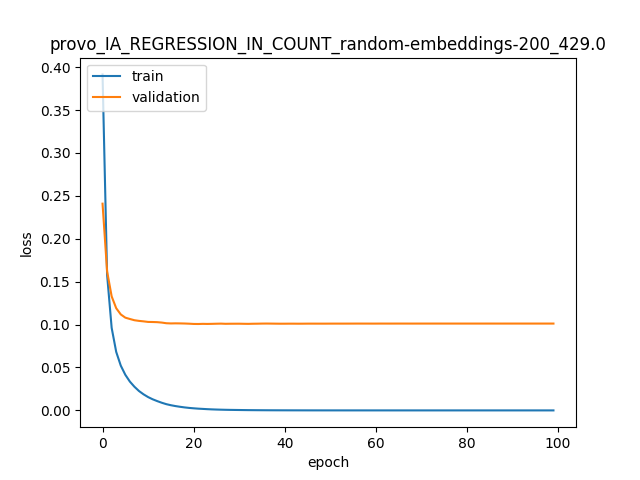 provo_IA_REGRESSION_IN_COUNT_random-embeddings-200_429.0
train
validation
0.40
0.35
0.30
0.25
0.20
0.15
0.10
0.05
0.00
loss
0 20 40 60 80 100
epoch